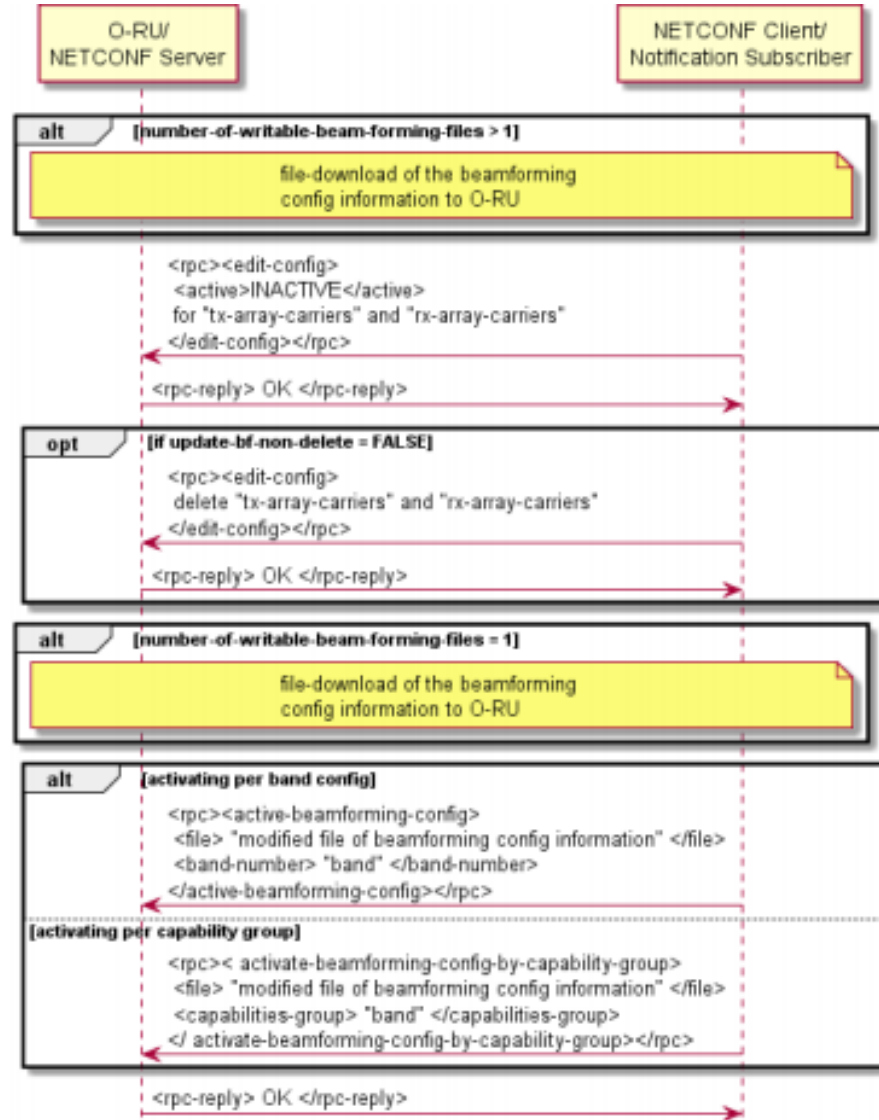 O-RU/
NETCONF Server
NETCONF Client/
Notification Subscriber
alt [number-of-writable-beam-forming-files > 1]
file-download of the beamforming
config information to O-RU
<rpc><edit-config>
<active>INACTIVE</active>
for "tx-array-carriers" and "rx-array-carriers"
</edit-config></rpc>
<rpc-reply> OK </rpc-reply>
opt [if update-bf-non-delete = FALSE]
<rpc><edit-config>
delete "tx-array-carriers" and "rx-array-carriers"
</edit-config></rpc>
<rpc-reply> OK </rpc-reply>
alt [number-of-writable-beam-forming-files = 1]
file-download of the beamforming
config information to O-RU
alt [activating per band config]
<rpc><active-beamforming-config>
<file> "modified file of beamforming config information" </file>
<band-number> "band" </band-number>
</active-beamforming-config></rpc>
[activating per capability group]
<rpc>< activate-beamforming-config-by-capability-group>
<file> "modified file of beamforming config information" </file>
<capabilities-group> "band" </capabilities-group>
</ activate-beamforming-config-by-capability-group></rpc>
<rpc-reply> OK </rpc-reply>